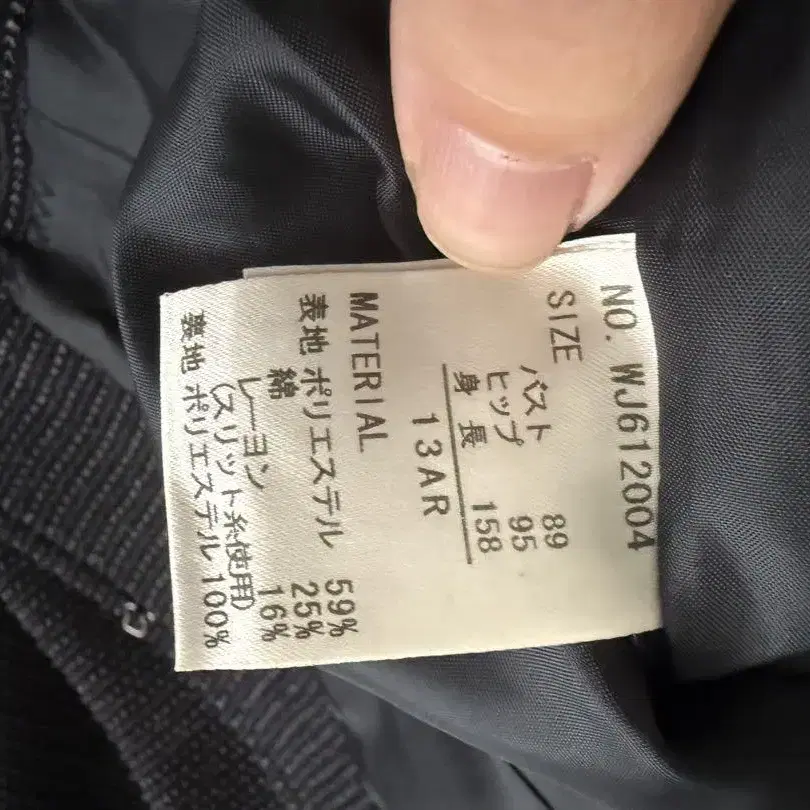 NO. WJ612004
SIZE
バスト 89
ヒップ 95
身長 158
13AR
MATERIAL
表地 ポリエステル 59%
綿 25%
レーヨン 16%
(スリット糸使用)
裏地 ポリエステル 100%